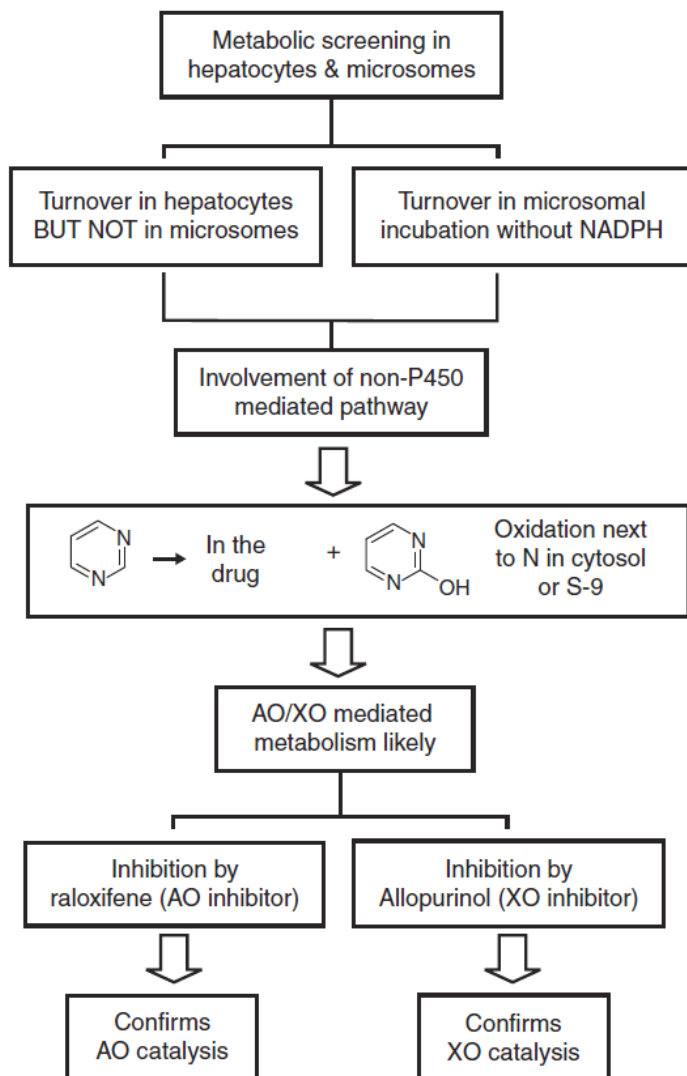 Metabolic screening in
hepatocytes & microsomes
Turnover in hepatocytes
BUT NOT in microsomes
Turnover in microsomal
incubation without NADPH
Involvement of non-P450
mediated pathway
N
N
In the
drug
+
N
N
OH
Oxidation next
to N in cytosol
or S-9
AO/XO mediated
metabolism likely
Inhibition by
raloxifene (AO inhibitor)
Inhibition by
Allopurinol (XO inhibitor)
Confirms
AO catalysis
Confirms
XO catalysis